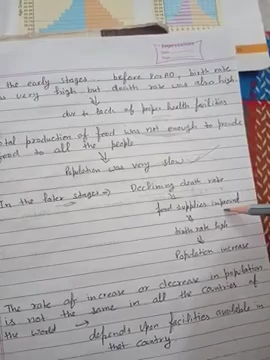 the early stages before 2000AD, birth rate
was very high but death rate was also high.
due to lack of proper health facilities
total production of food was not enough to provide
food to all the people
Population was very slow
In the later stages ⇒ Declining death rate
food supplies improved
birth rate high
Population increase
The rate of increase or decrease in population
is not the same in all the countries of
the world → depends upon facilities available in
that country